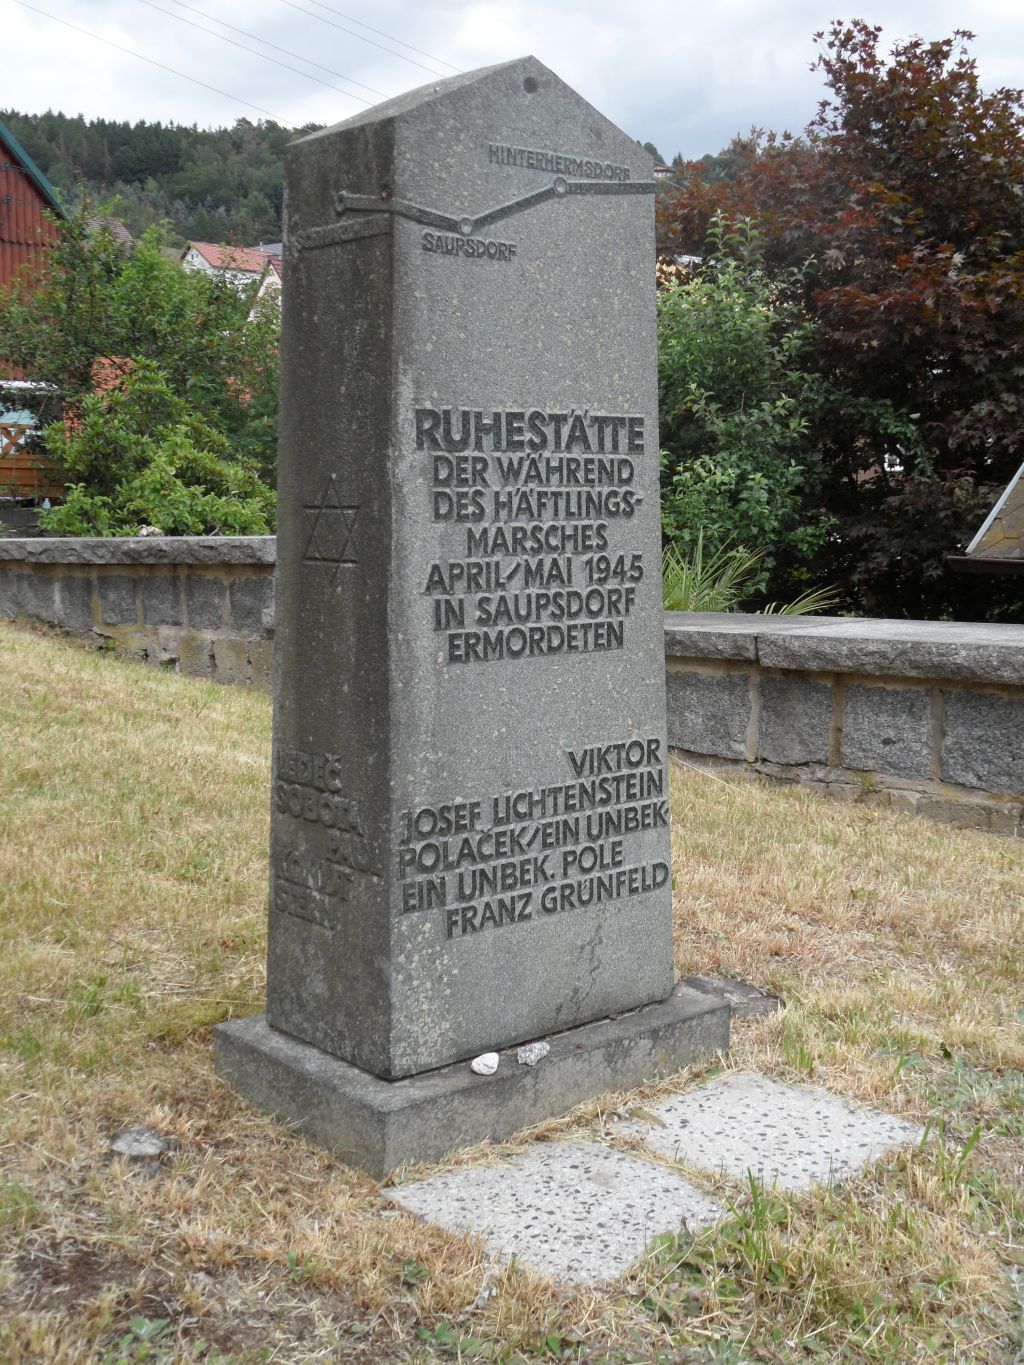 HINTERHERMSDORF
SAUPSDORF
RUHESTÄTTE
DER WÄHREND
DES HÄFTLINGS-
MARSCHES
APRIL/MAI 1945
IN SAUPSDORF
ERMORDETEN
VIKTOR
JOSEF LICHTENSTEIN
POLAČEK/EIN UNBEK
EIN UNBEK. POLE
FRANZ GRÜNFELD
LEDEČ
SOBOTKA